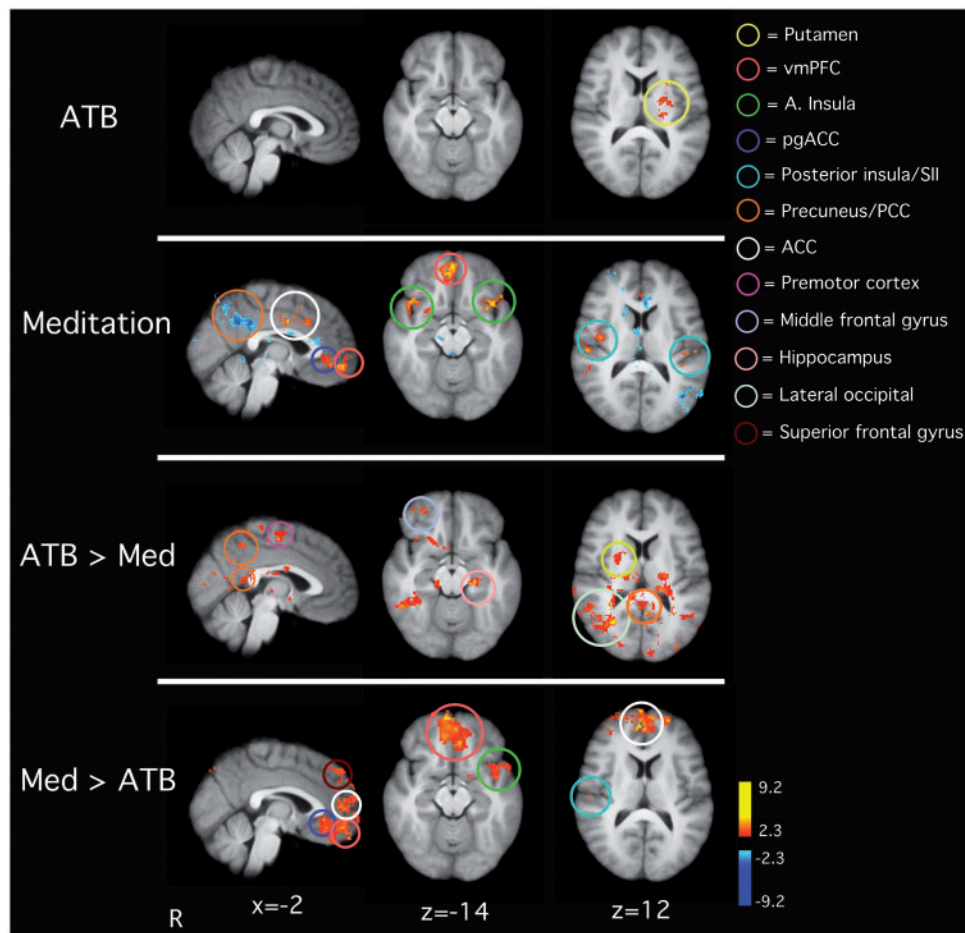 ATB
Meditation
ATB > Med
Med > ATB
= Putamen
= vmPFC
= A. Insula
= pgACC
= Posterior insula/SII
= Precuneus/PCC
= ACC
= Premotor cortex
= Middle frontal gyrus
= Hippocampus
= Lateral occipital
= Superior frontal gyrus
9.2
2.3
-2.3
-9.2
R
x=-2
z=-14
z=12